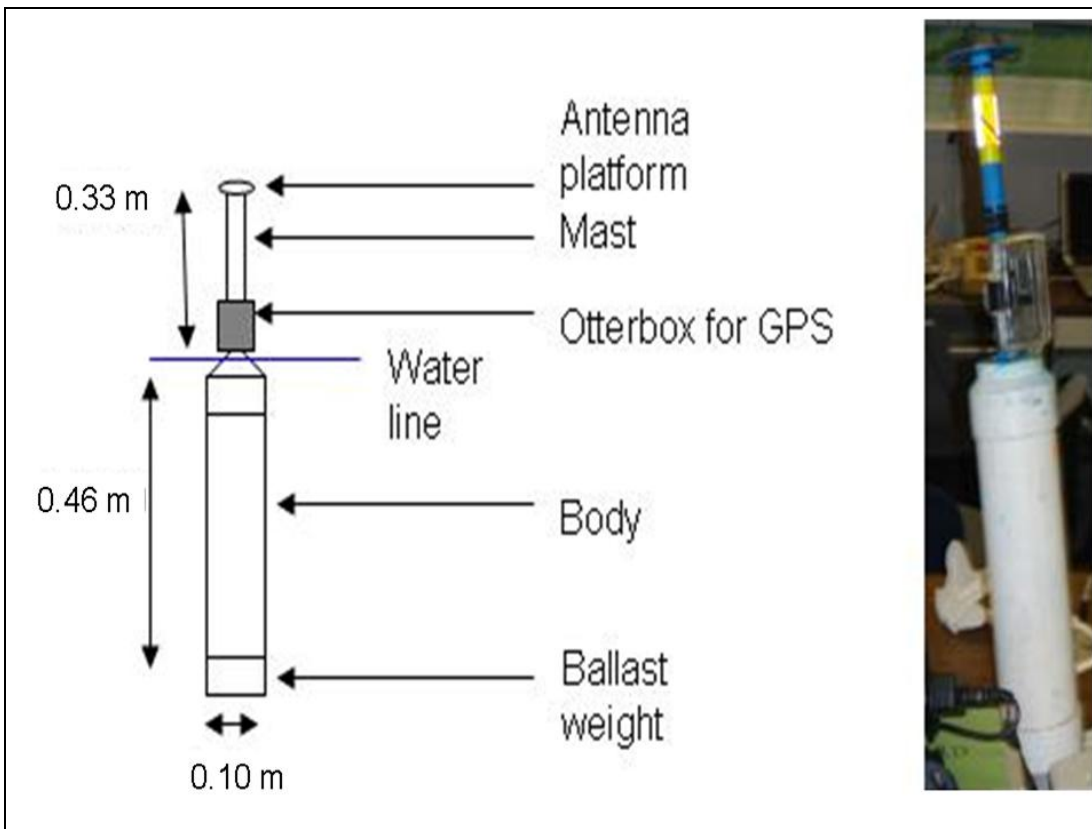 Antenna
platform
0.33 m
Mast
Otterbox for GPS
Water
line
0.46 m
Body
Ballast
weight
0.10 m